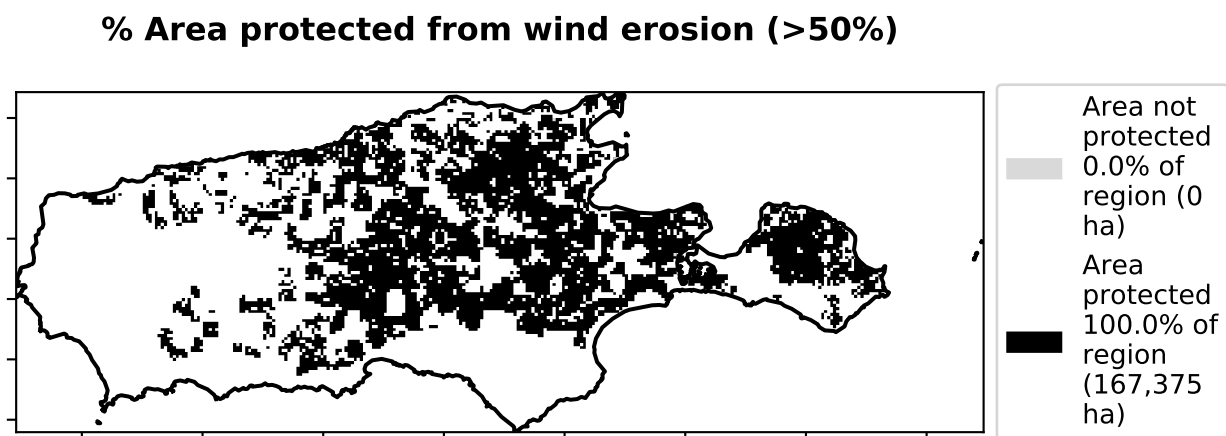 % Area protected from wind erosion (>50%)
Area not
protected
0.0% of
region (0
ha)
Area
protected
100.0% of
region
(167,375
ha)